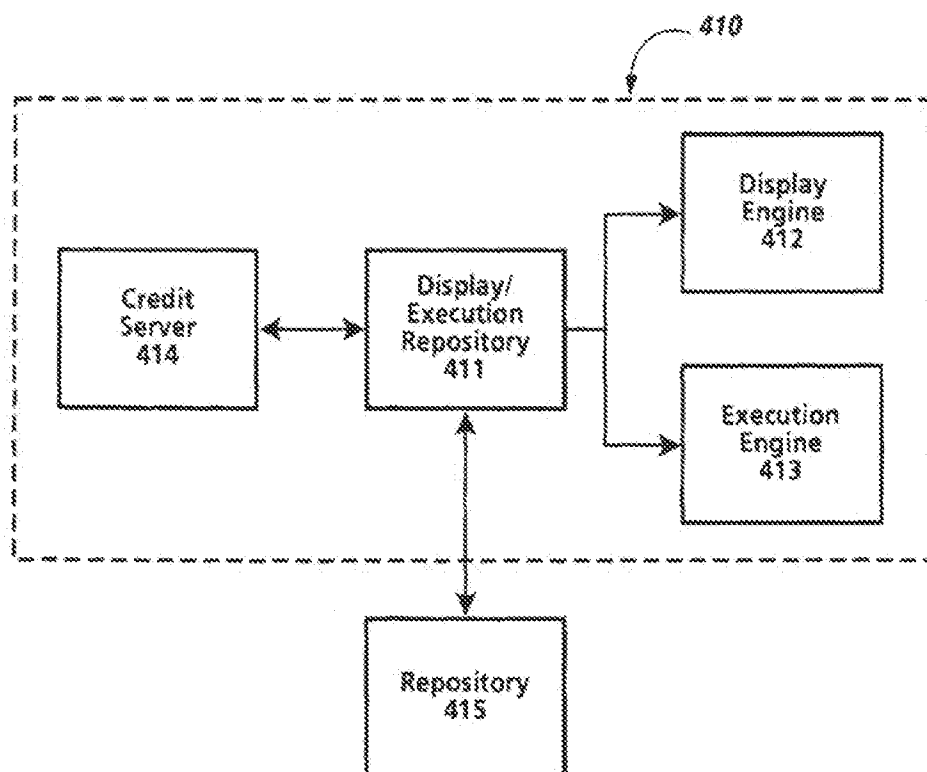 410
Display
Engine
412
Credit
Server
414
Display/
Execution
Repository
411
Execution
Engine
413
Repository
415